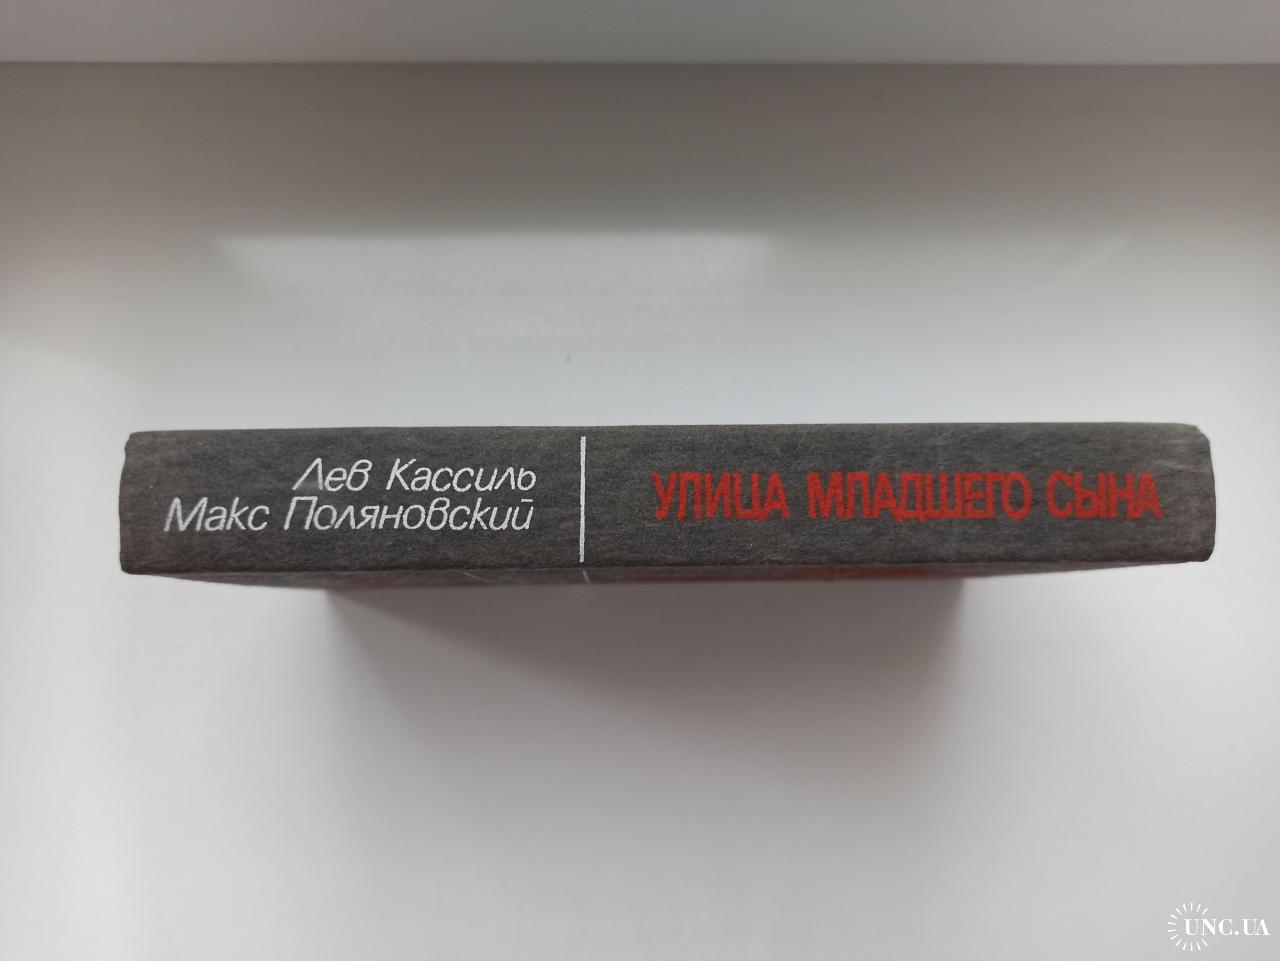 Лев Кассиль
Макс Поляновский
УЛИЦА МЛАДШЕГО СЫНА
UNC.UA